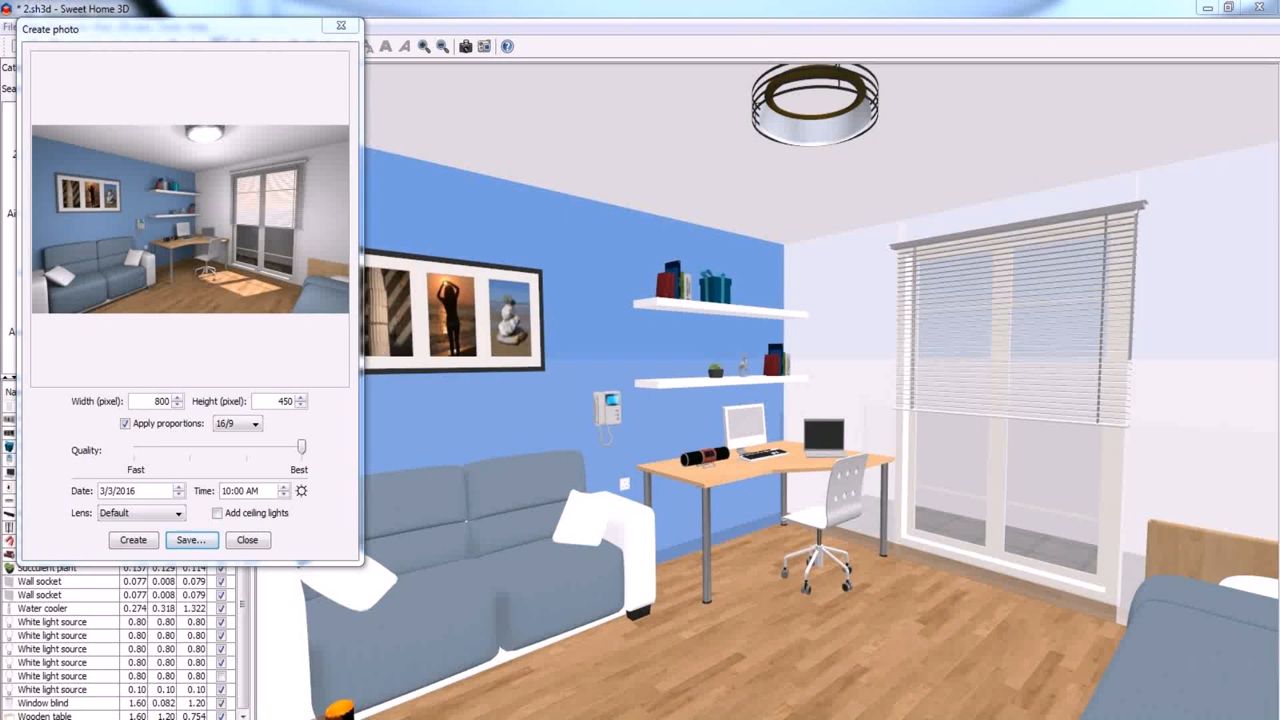 * 2.sh3d - Sweet Home 3D
Create photo
Width (pixel): 800 Height (pixel): 450
Apply proportions: 16/9
Quality:
Fast Best
Date: 3/3/2016 Time: 10:00 AM
Lens: Default Add ceiling lights
Create Save... Close
Succulent plant 0.137 0.129 0.114
Wall socket 0.077 0.008 0.079
Wall socket 0.077 0.008 0.079
Water cooler 0.274 0.318 1.322
White light source 0.80 0.80 0.80
White light source 0.80 0.80 0.80
White light source 0.80 0.80 0.80
White light source 0.80 0.80 0.80
White light source 0.80 0.80 0.80
White light source 0.10 0.10 0.10
Window blind 1.60 0.082 1.20
Wooden table 1.60 1.20 0.754